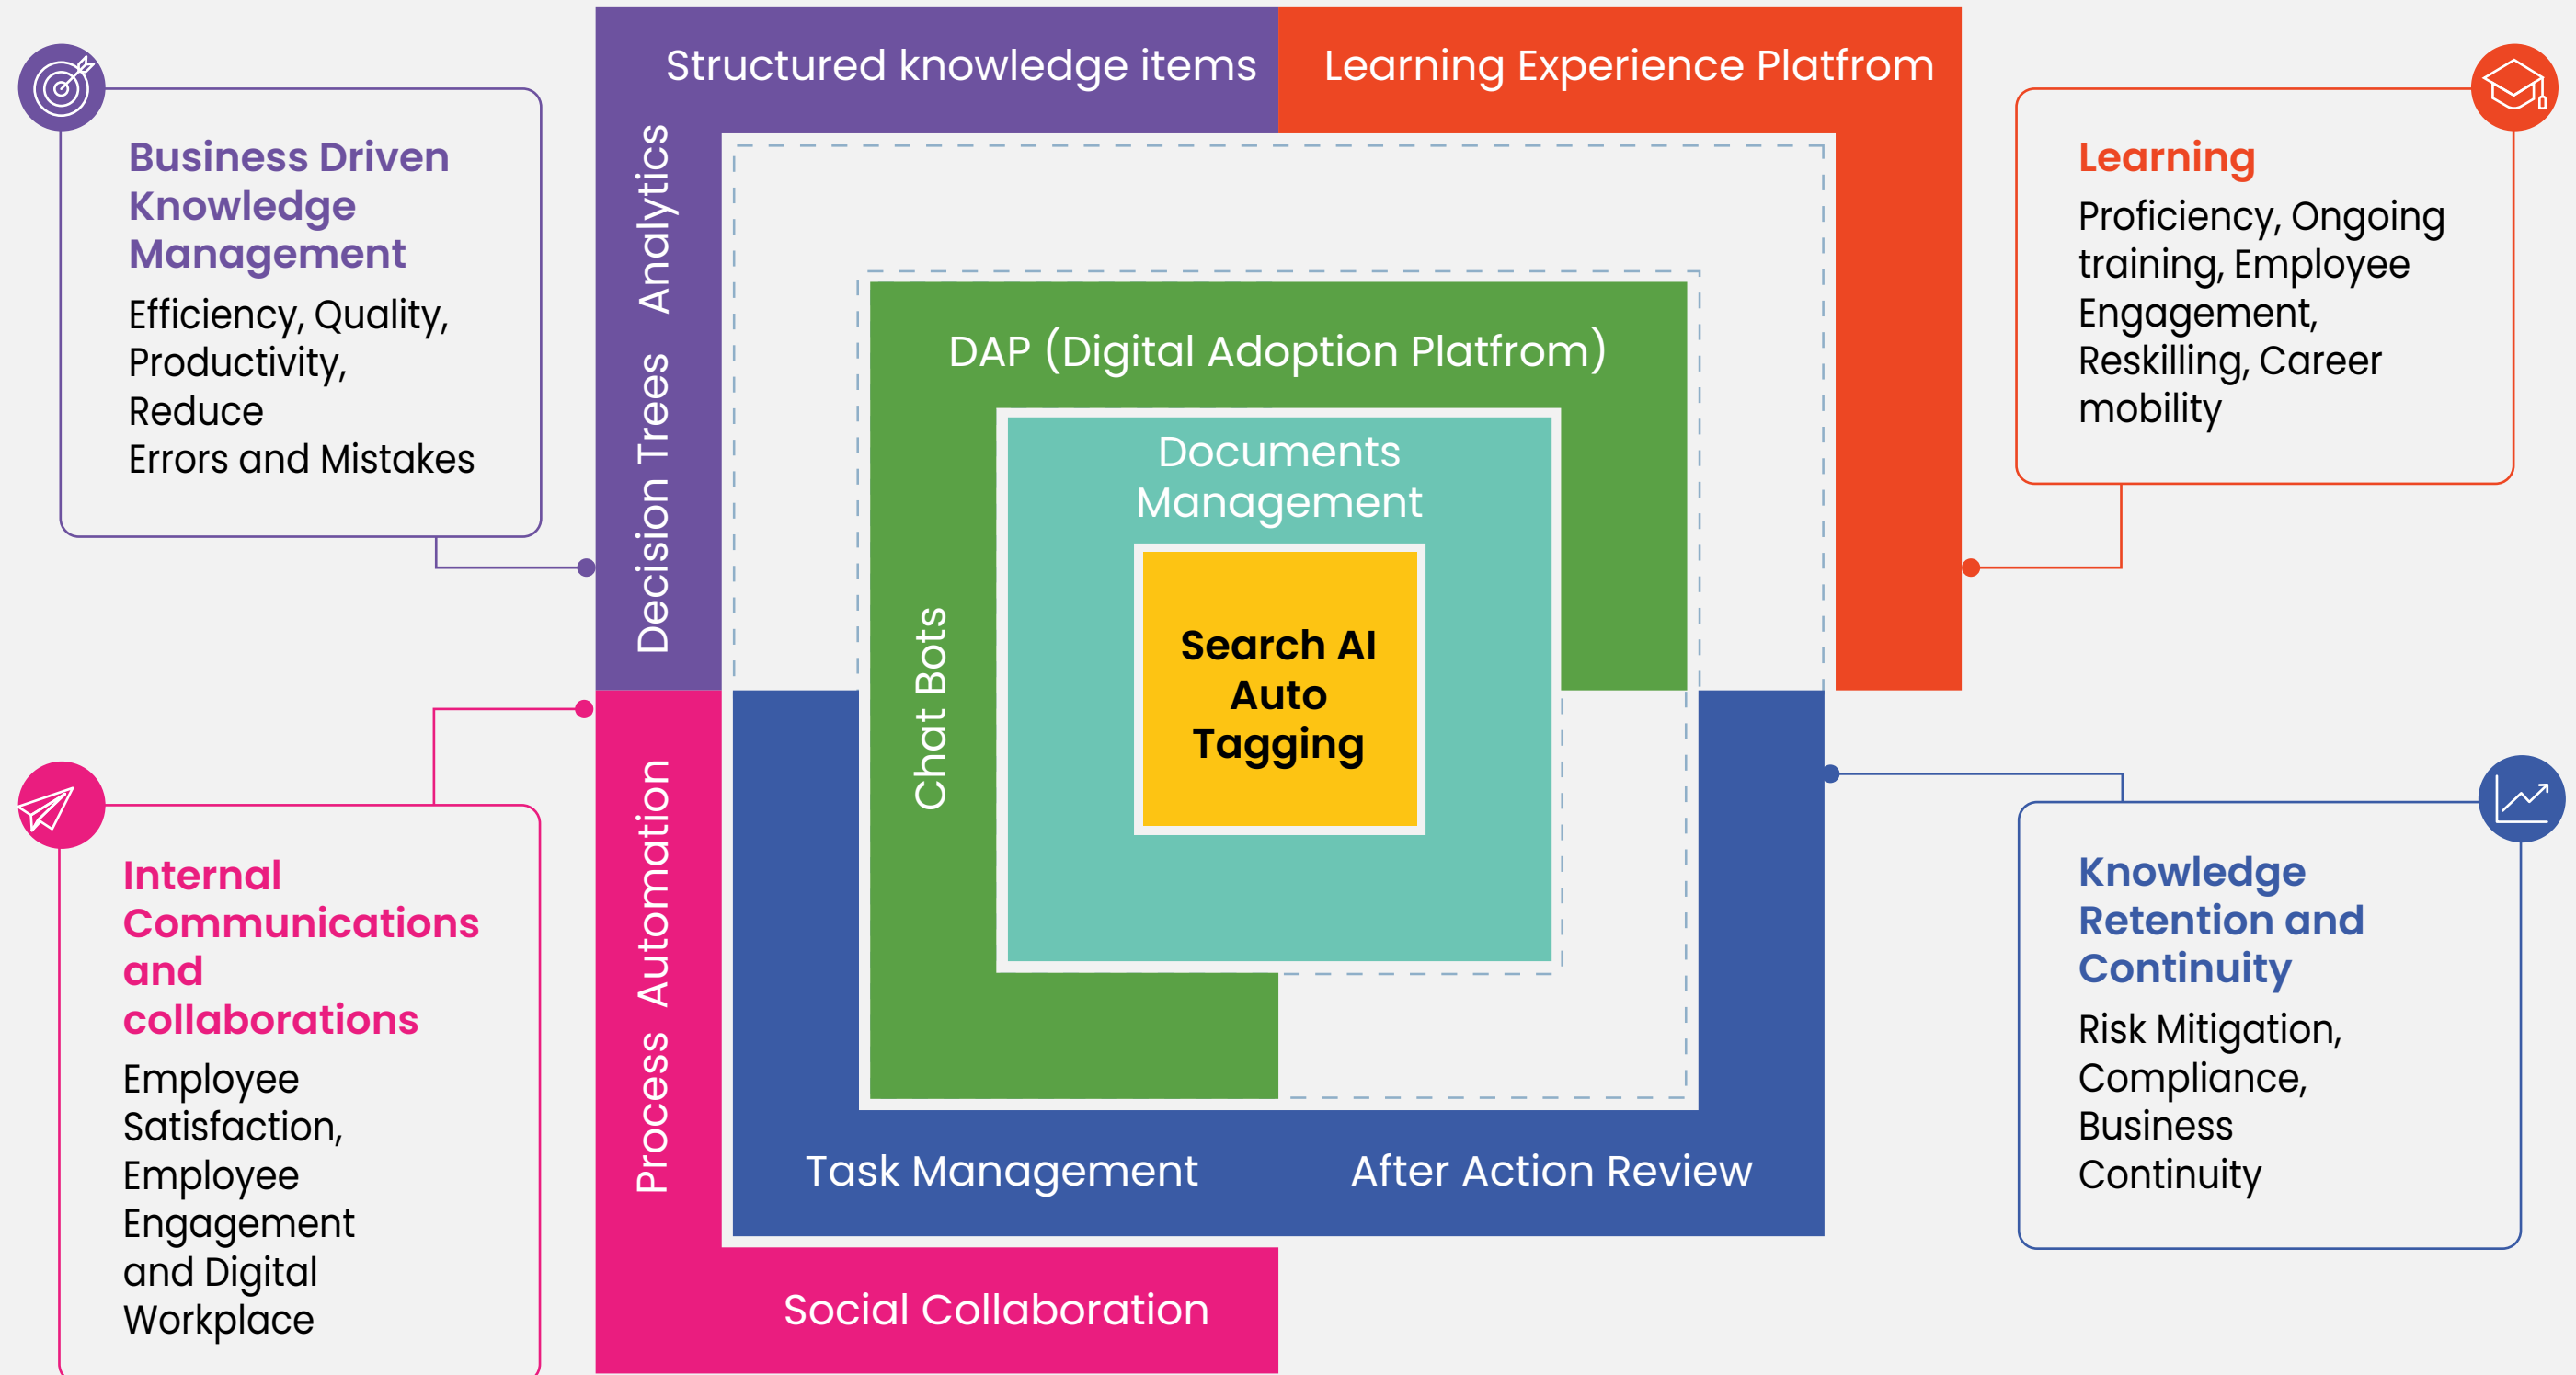 Structured knowledge items
Learning Experience Platfrom
Business Driven
Knowledge
Management
Efficiency, Quality,
Productivity,
Reduce
Errors and Mistakes
Decision Trees Analytics
Learning
Proficiency, Ongoing
training, Employee
Engagement,
Reskilling, Career
mobility
DAP (Digital Adoption Platfrom)
Documents
Management
Search AI
Auto
Tagging
Chat Bots
Process Automation
Internal
Communications
and
collaborations
Employee
Satisfaction,
Employee
Engagement
and Digital
Workplace
Knowledge
Retention and
Continuity
Risk Mitigation,
Compliance,
Business
Continuity
Task Management
After Action Review
Social Collaboration